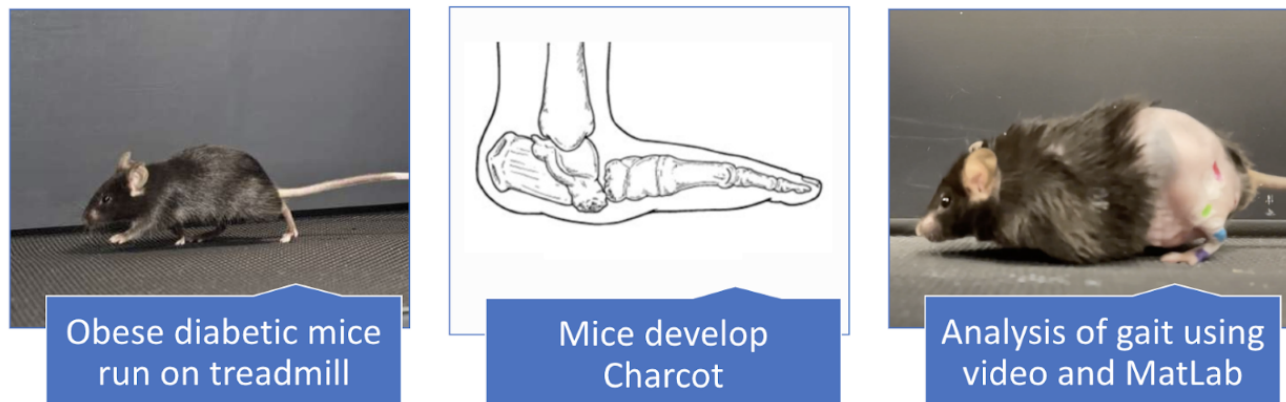 Obese diabetic mice
run on treadmill
Mice develop
Charcot
Analysis of gait using
video and MatLab